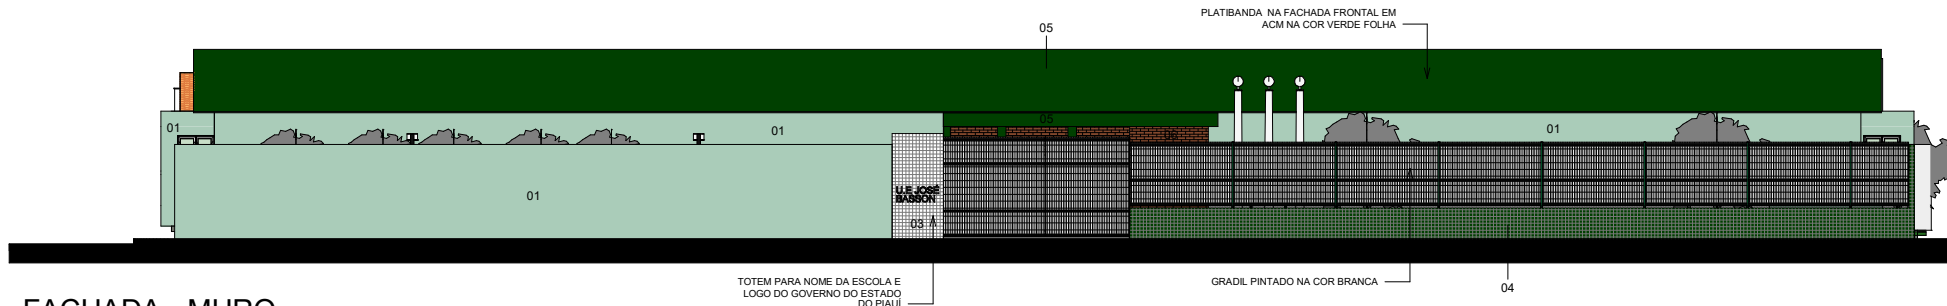 PLATIBANDA NA FACHADA FRONTAL EM
ACM NA COR VERDE FOLHA
05
01
01
05
01
01
U.E JOSÉ
BASSON
03
TOTEM PARA NOME DA ESCOLA E
LOGO DO GOVERNO DO ESTADO
DO PIAUÍ
GRADIL PINTADO NA COR BRANCA
04
FACHADA - MURO